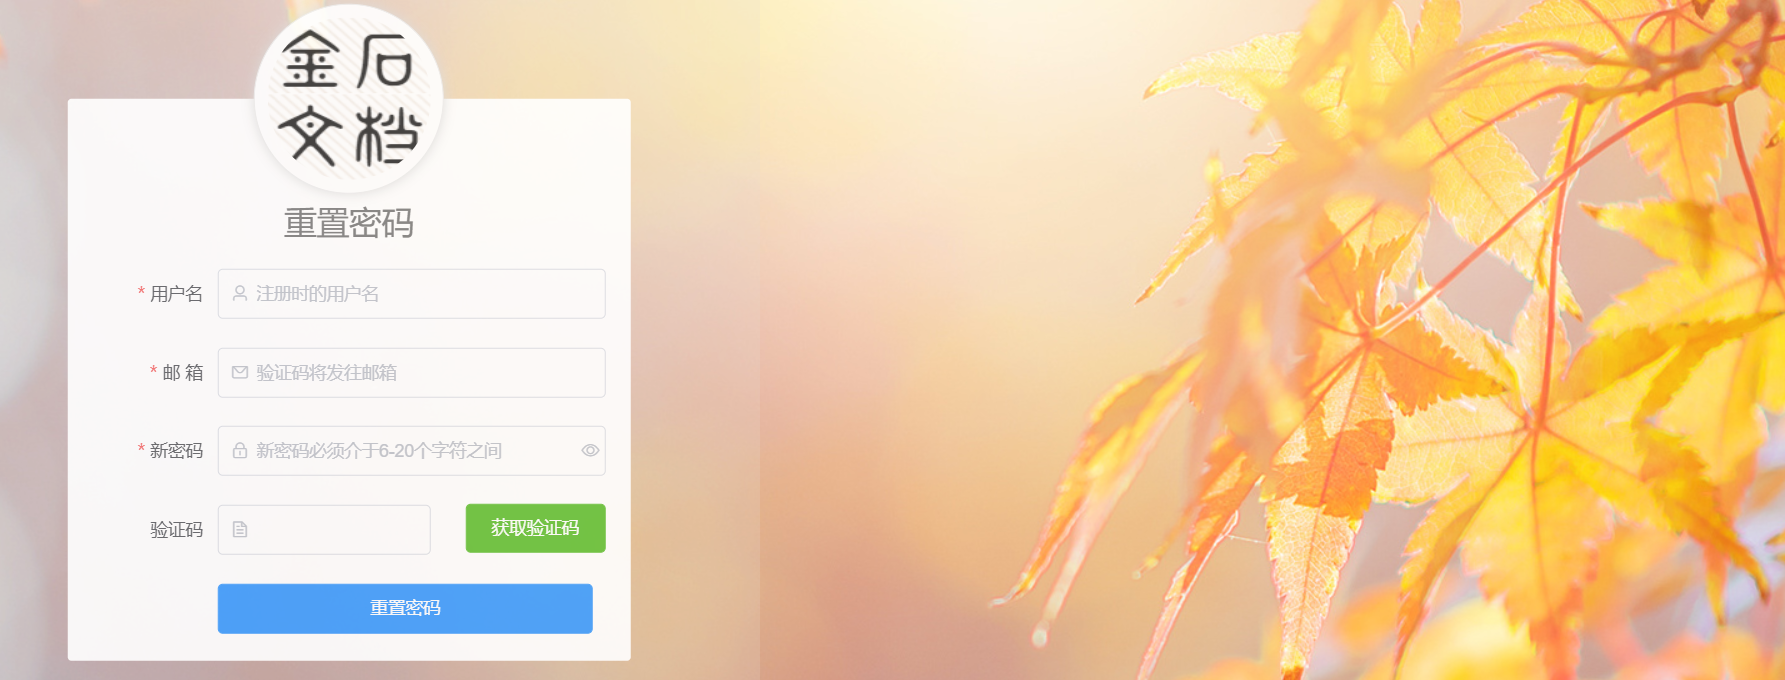 金石
文档
重置密码
* 用户名 注册时的用户名
* 邮 箱 验证码将发往邮箱
* 新密码 新密码必须介于6-20个字符之间
验证码 获取验证码
重置密码